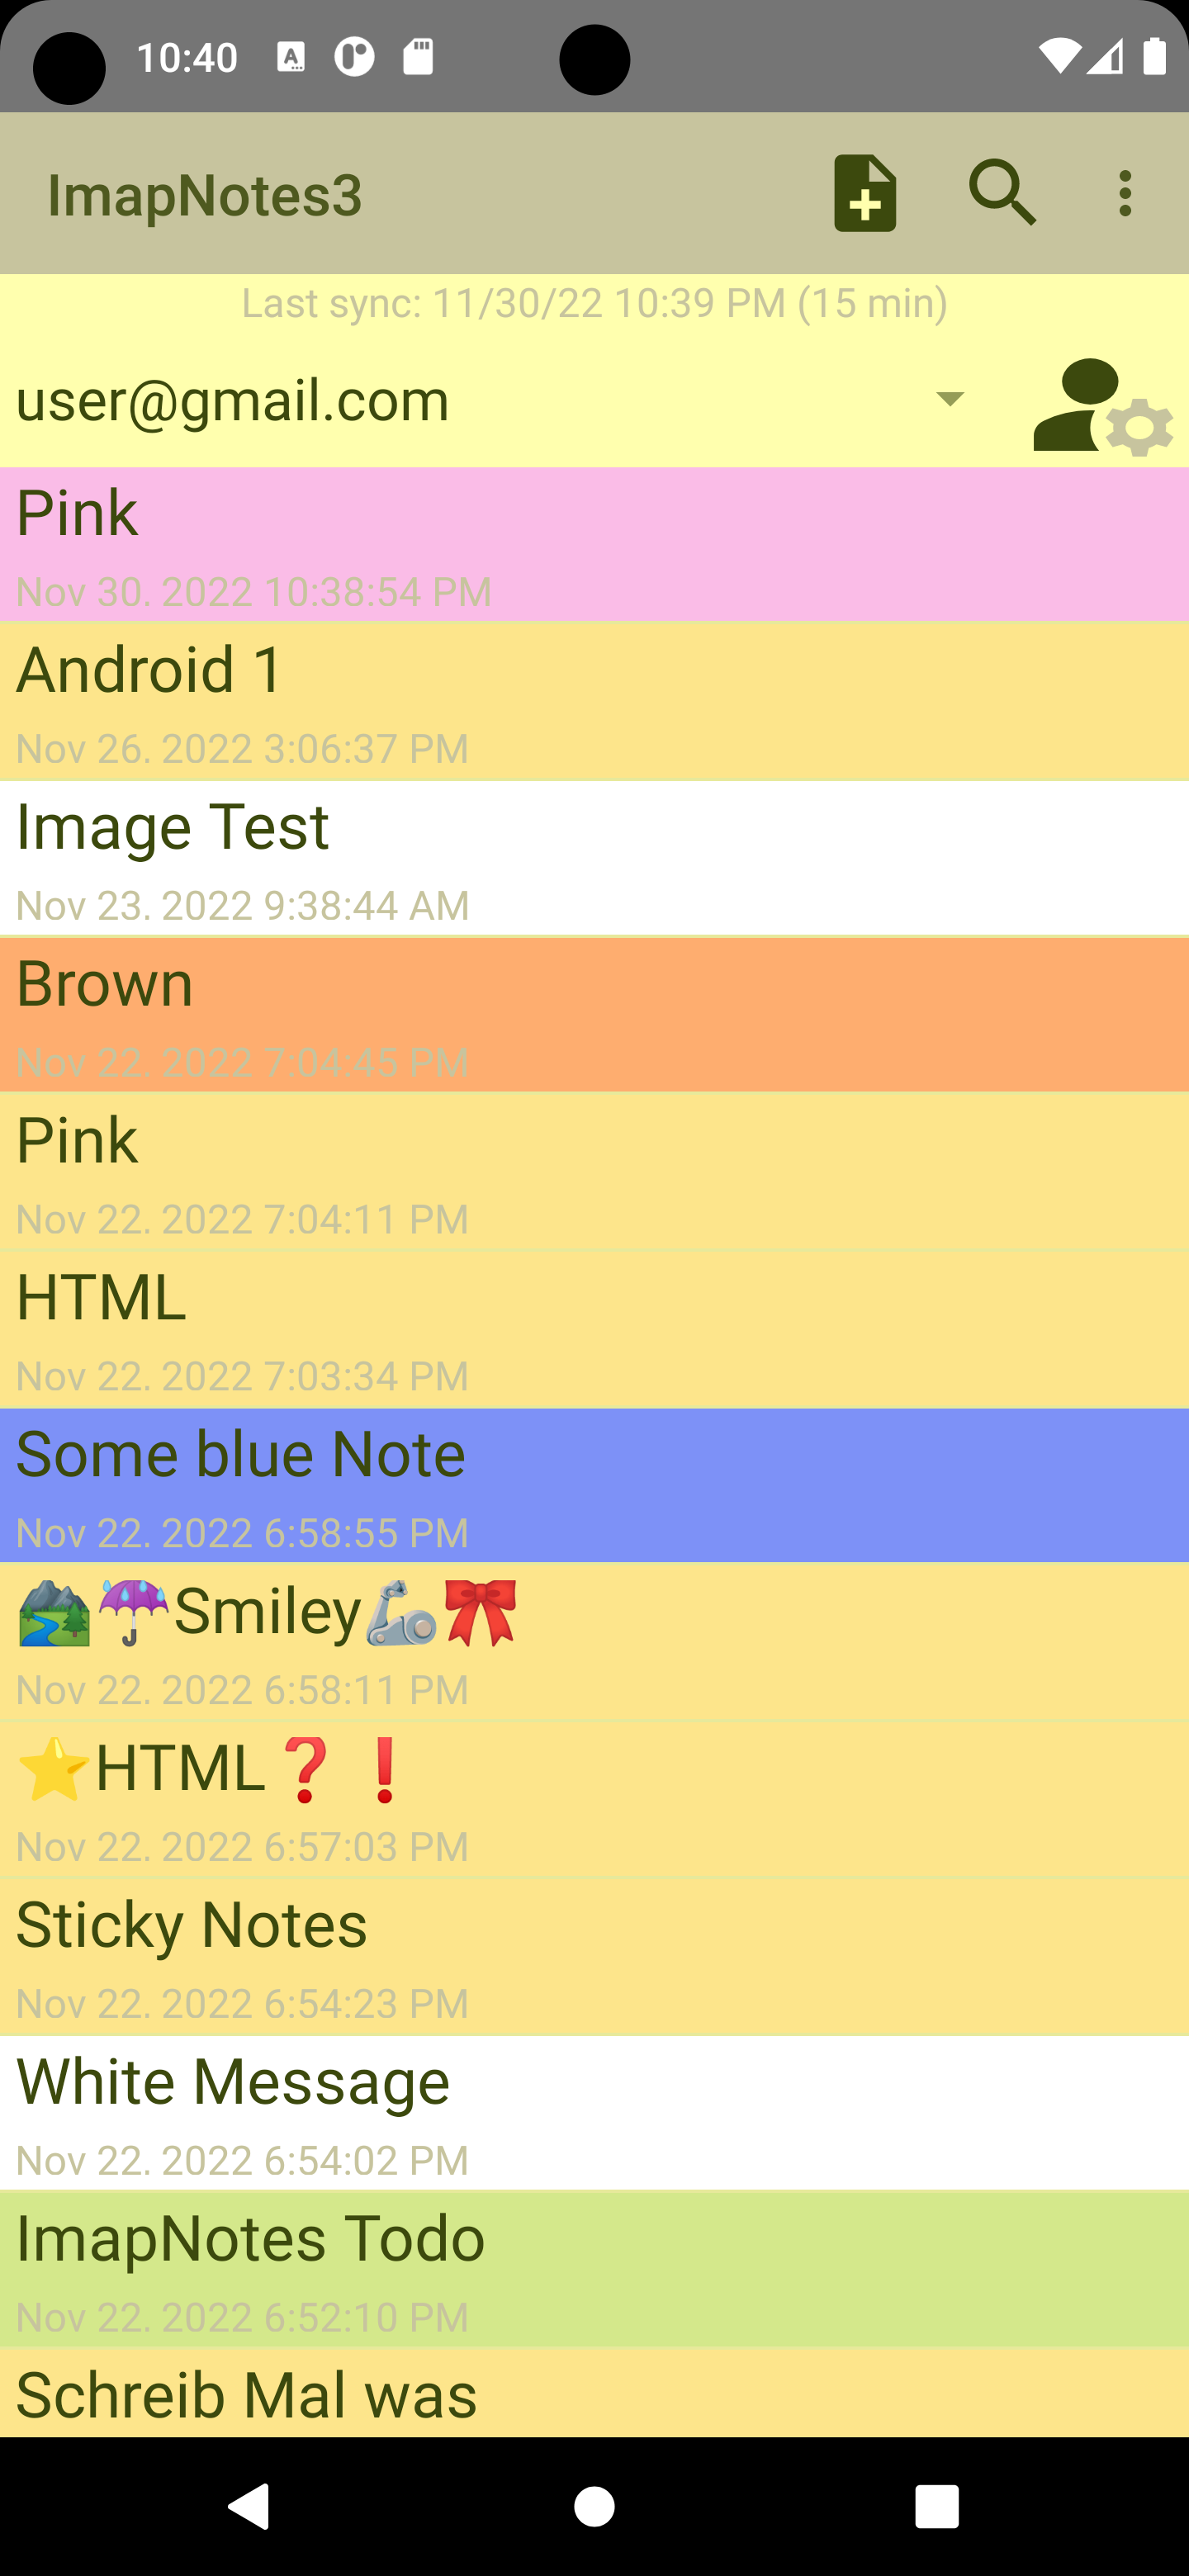 10:40
ImapNotes3
Last sync: 11/30/22 10:39 PM (15 min)
user@gmail.com
Pink
Nov 30. 2022 10:38:54 PM
Android 1
Nov 26. 2022 3:06:37 PM
Image Test
Nov 23. 2022 9:38:44 AM
Brown
Nov 22. 2022 7:04:45 PM
Pink
Nov 22. 2022 7:04:11 PM
HTML
Nov 22. 2022 7:03:34 PM
Some blue Note
Nov 22. 2022 6:58:55 PM
🏞️☔Smiley🦾🎀
Nov 22. 2022 6:58:11 PM
⭐HTML❓❗
Nov 22. 2022 6:57:03 PM
Sticky Notes
Nov 22. 2022 6:54:23 PM
White Message
Nov 22. 2022 6:54:02 PM
ImapNotes Todo
Nov 22. 2022 6:52:10 PM
Schreib Mal was